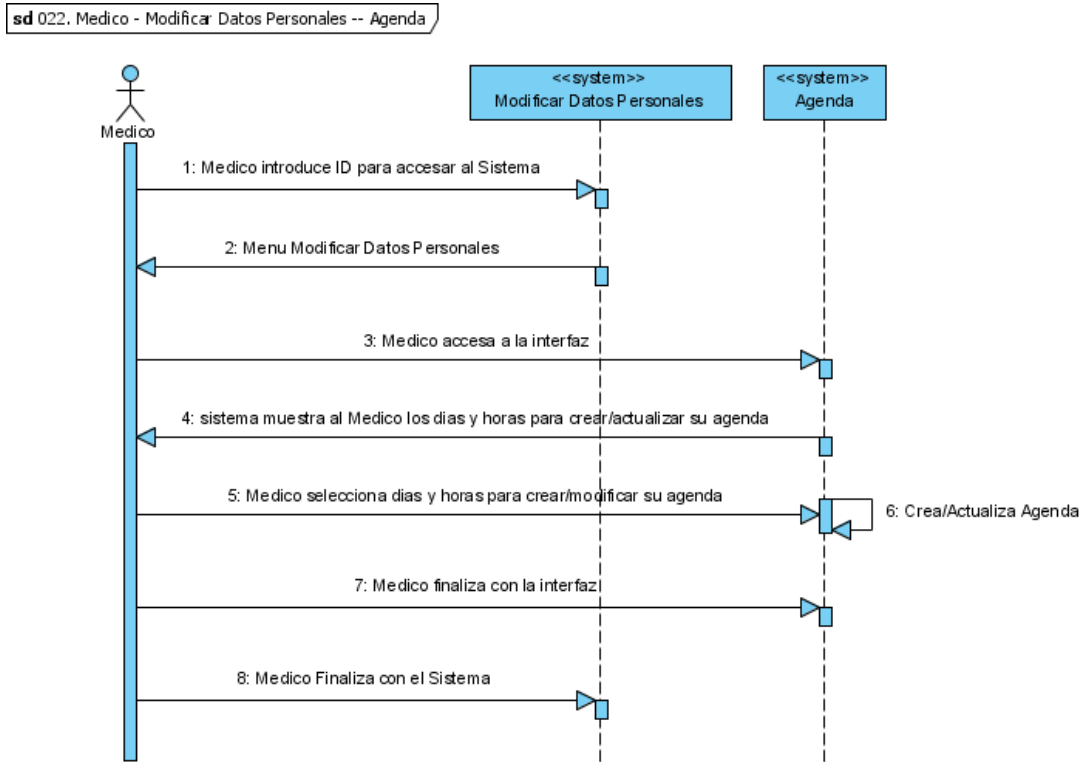 sd 022. Medico - Modificar Datos Personales -- Agenda
<<system>>
Modificar Datos Personales
<<system>>
Agenda
Medico
1: Medico introduce ID para accesar al Sistema
2: Menu Modificar Datos Personales
3: Medico accesa a la interfaz
4: sistema muestra al Medico los dias y horas para crear/actualizar su agenda
5: Medico selecciona dias y horas para crear/modificar su agenda
6: Crea/Actualiza Agenda
7: Medico finaliza con la interfaz
8: Medico Finaliza con el Sistema